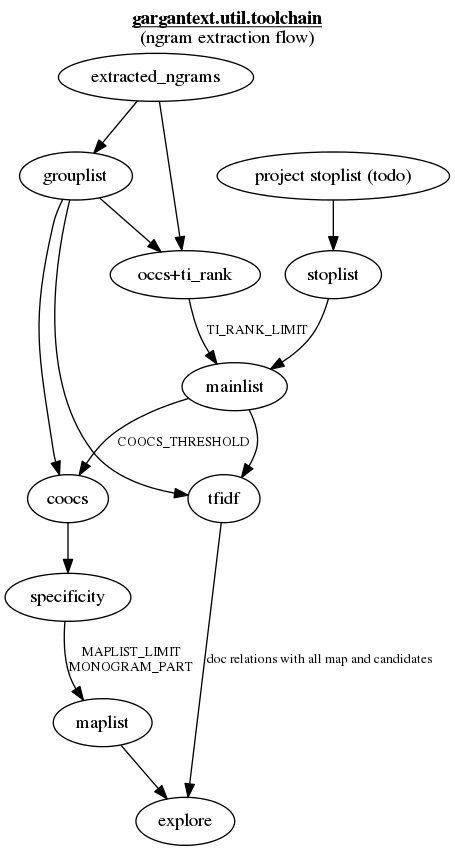 gargantext.util.toolchain
(ngram extraction flow)
extracted_ngrams
grouplist
project stoplist (todo)
occs+ti_rank
stoplist
TI_RANK_LIMIT
mainlist
COOCS_THRESHOLD
coocs
tfidf
specificity
MAPLIST_LIMIT
MONOGRAM_PART
doc relations with all map and candidates
maplist
explore